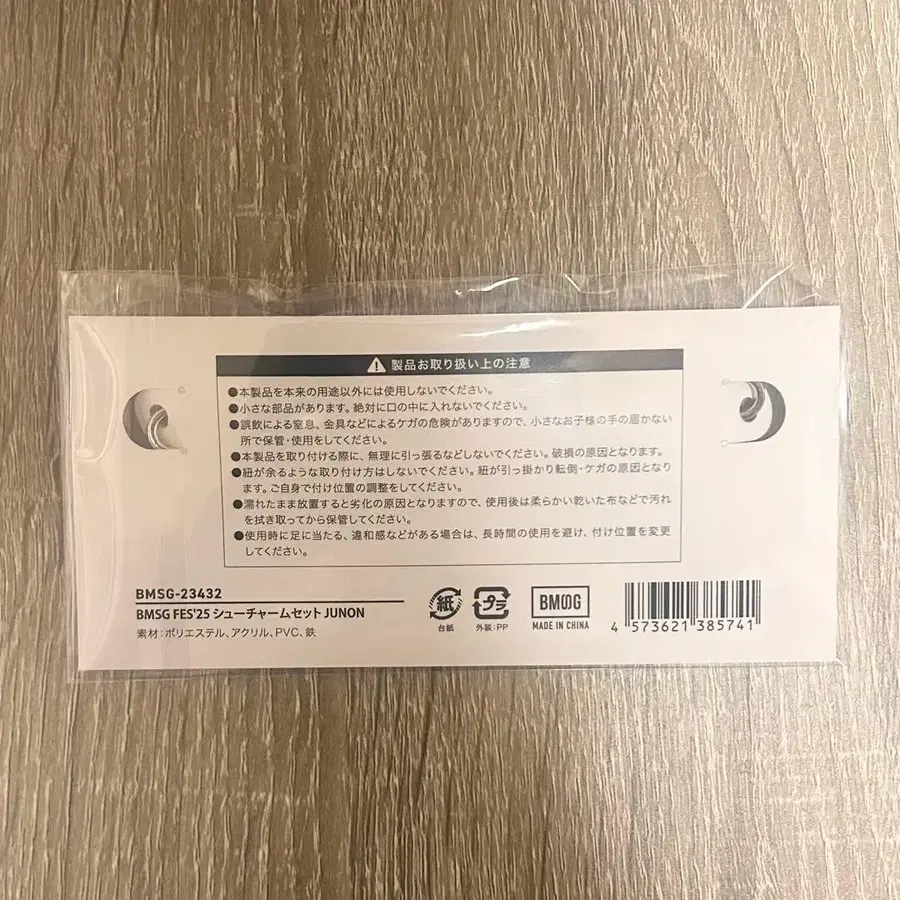 製品お取り扱い上の注意
●本製品を本来の用途以外には使用しないでください。
●小さな部品があります。絶対に口の中に入れないでください。
●誤飲による窒息、金具などによるケガの危険がありますので、小さなお子様の手の届かない
所で保管・使用をしてください。
●本製品を取り付ける際に、無理に引っ張るなどしないでください。破損の原因となります。
●紐が余るような取り付け方はしないでください。紐が引っ掛かり転倒・ケガの原因となり
ます。ご自身で付け位置の調整をしてください。
●濡れたまま放置すると劣化の原因となりますので、使用後は柔らかい乾いた布などで汚れ
を拭き取ってから保管してください。
●使用時に足に当たる、違和感などがある場合は、長時間の使用を避け、付け位置を変更
してください。
BMSG-23432
BMSG FES'25 シューチャームセット JUNON
素材:ポリエステル、アクリル、PVC、鉄
紙
台紙
プラ
外装:PP
BMSG
MADE IN CHINA
4 573621 385741